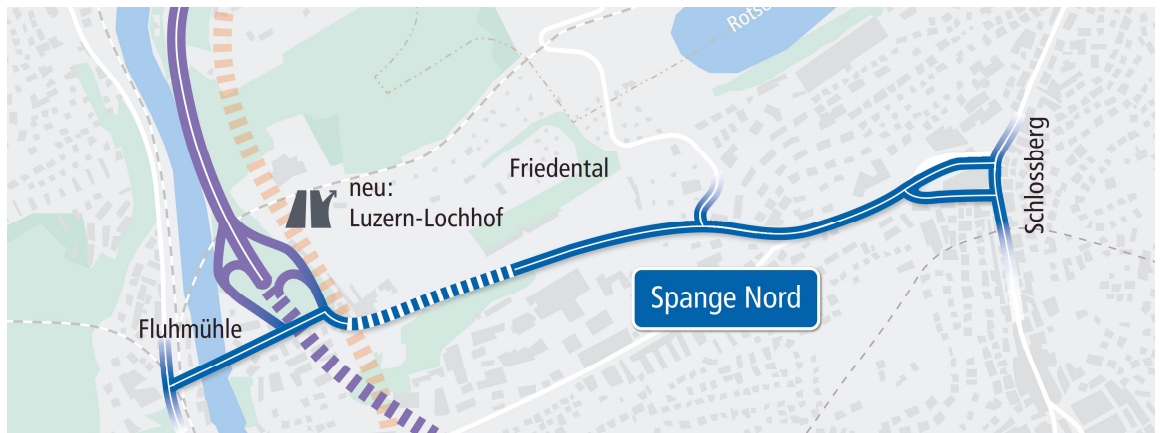 Friedental
neu:
Luzern-Lochhof
Schlossberg
Spange Nord
Fluhmühle